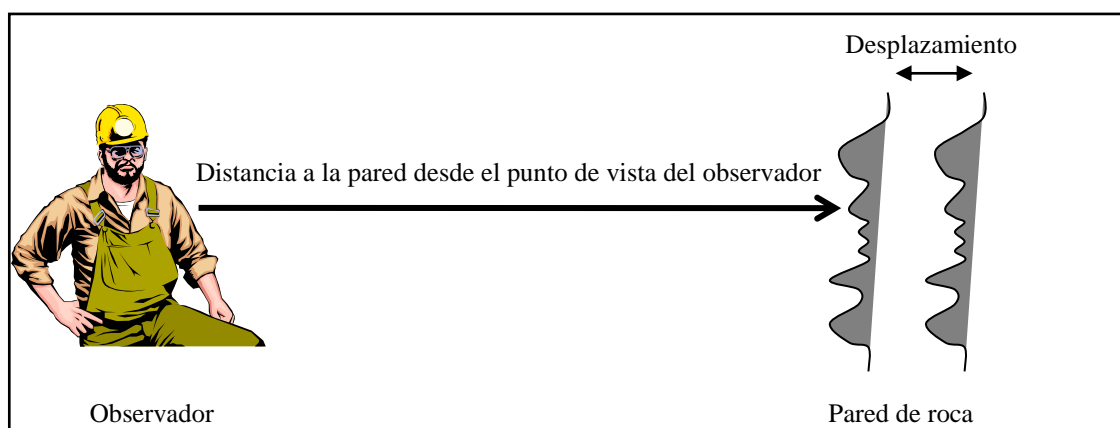 Desplazamiento
Distancia a la pared desde el punto de vista del observador
Observador
Pared de roca